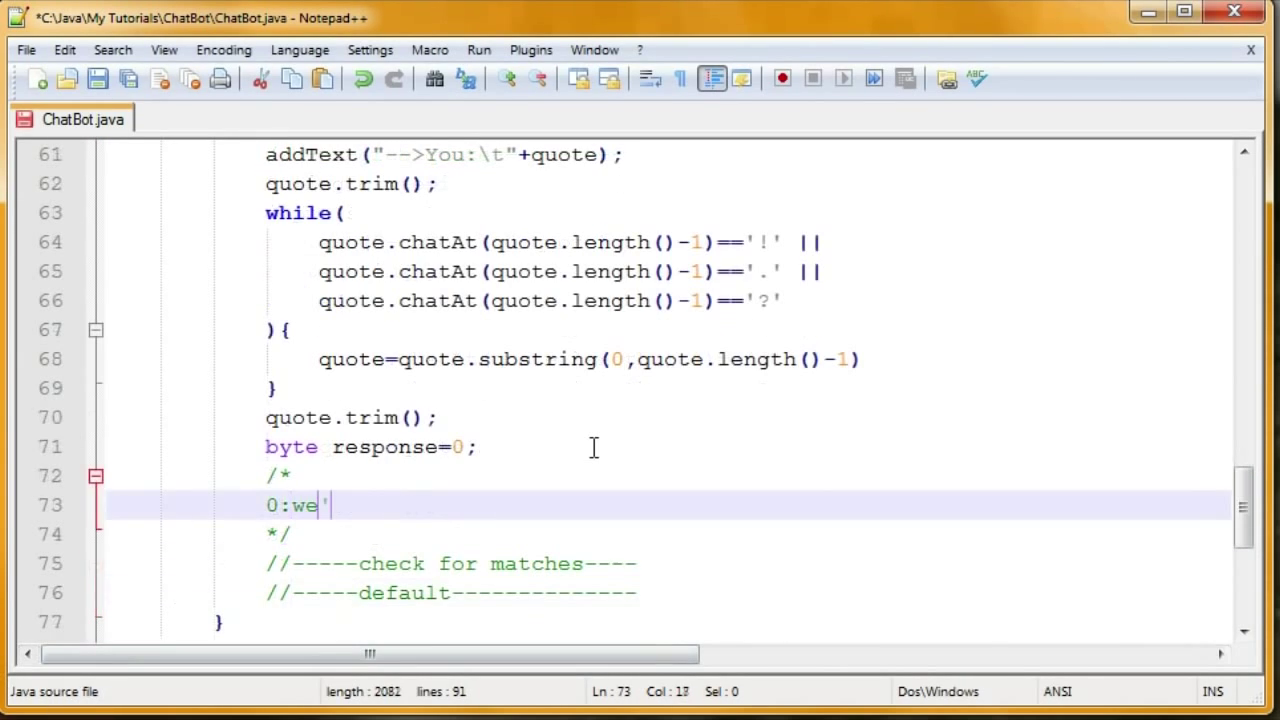 *C:\Java\My Tutorials\ChatBot\ChatBot.java - Notepad++
File Edit Search View Encoding Language Settings Macro Run Plugins Window ? X
ABC
ChatBot.java
61 addText("-->You:\t"+quote);
62 quote.trim();
63 while(
64 quote.chatAt(quote.length()-1)=='!' ||
65 quote.chatAt(quote.length()-1)=='.' ||
66 quote.chatAt(quote.length()-1)=='?'
67 ){
68 quote=quote.substring(0,quote.length()-1)
69 }
70 quote.trim();
71 byte response=0;
72 /*
73 0:we'
74 */
75 //-----check for matches----
76 //-----default--------------
77 }
Java source file length : 2082 lines : 91 Ln : 73 Col : Sel : 0 Dos\Windows ANSI INS